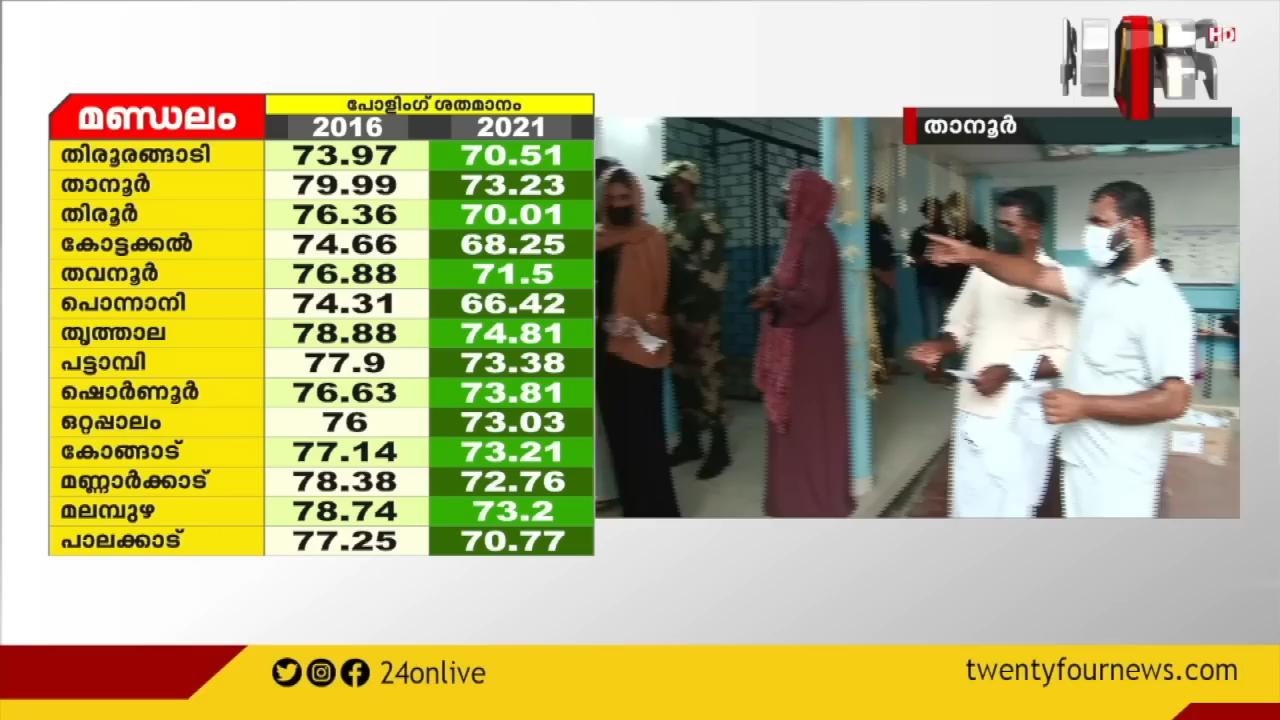 HD
മണ്ഡലം പോളിംഗ് ശതമാനം
2016 2021
താനൂർ
തിരൂരങ്ങാടി 73.97 70.51
താനൂർ 79.99 73.23
തിരൂർ 76.36 70.01
കോട്ടക്കൽ 74.66 68.25
തവനൂർ 76.88 71.5
പൊന്നാനി 74.31 66.42
തൃത്താല 78.88 74.81
പട്ടാമ്പി 77.9 73.38
ഷൊർണൂർ 76.63 73.81
ഒറ്റപ്പാലം 76 73.03
കോങ്ങാട് 77.14 73.21
മണ്ണാർക്കാട് 78.38 72.76
മലമ്പുഴ 78.74 73.2
പാലക്കാട് 77.25 70.77
24onlive
twentyfournews.com